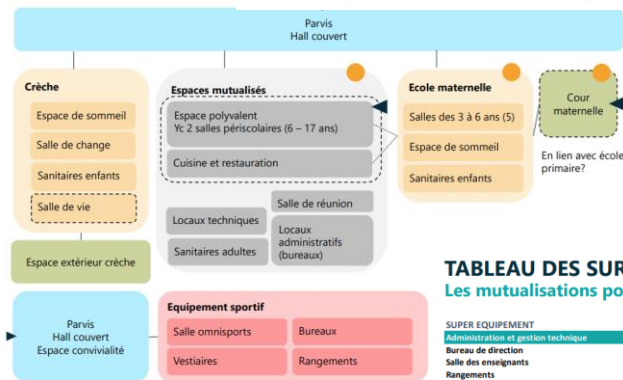 Parvis
Hall couvert
Crèche
Espace de sommeil
Salle de change
Sanitaires enfants
Salle de vie
Espace extérieur crèche
Espaces mutualisés
Espace polyvalent
Yc 2 salles périscolaires (6 – 17 ans)
Cuisine et restauration
Locaux techniques
Sanitaires adultes
Salle de réunion
Locaux
administratifs
(bureaux)
Ecole maternelle
Salles des 3 à 6 ans (5)
Espace de sommeil
Sanitaires enfants
Cour
maternelle
En lien avec école
primaire?
Parvis
Hall couvert
Espace convivialité
Equipement sportif
Salle omnisports
Bureaux
Vestiaires
Rangements
TABLEAU DES SUR
Les mutualisations po
SUPER EQUIPEMENT
Administration et gestion technique
Bureau de direction
Salle des enseignants
Rangements